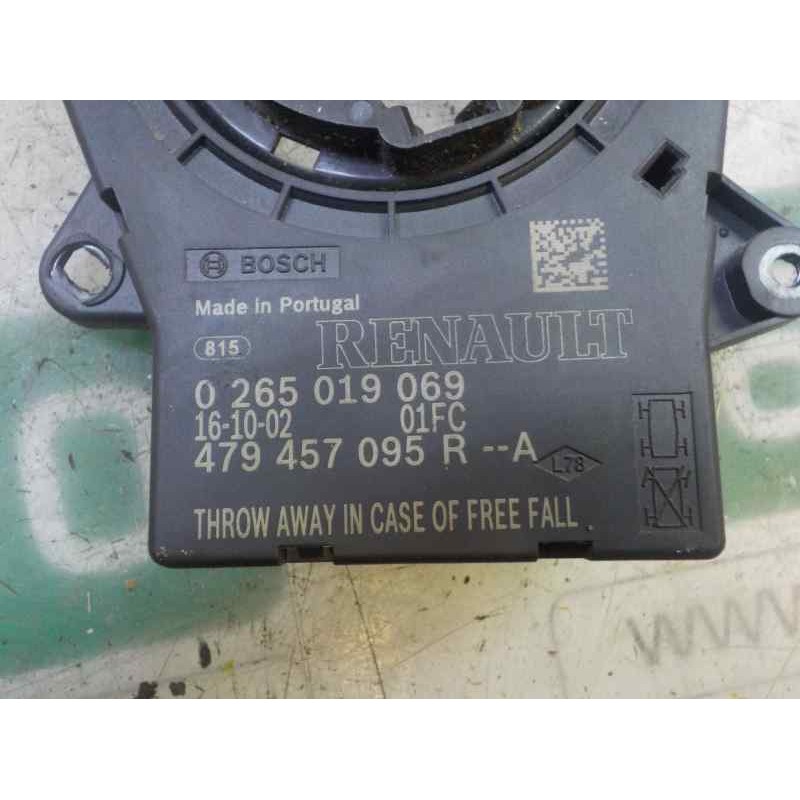 BOSCH
Made in Portugal
815
RENAULT
0 265 019 069
16-10-02 01FC
479 457 095 R --A
L78
THROW AWAY IN CASE OF FREE FALL
www.